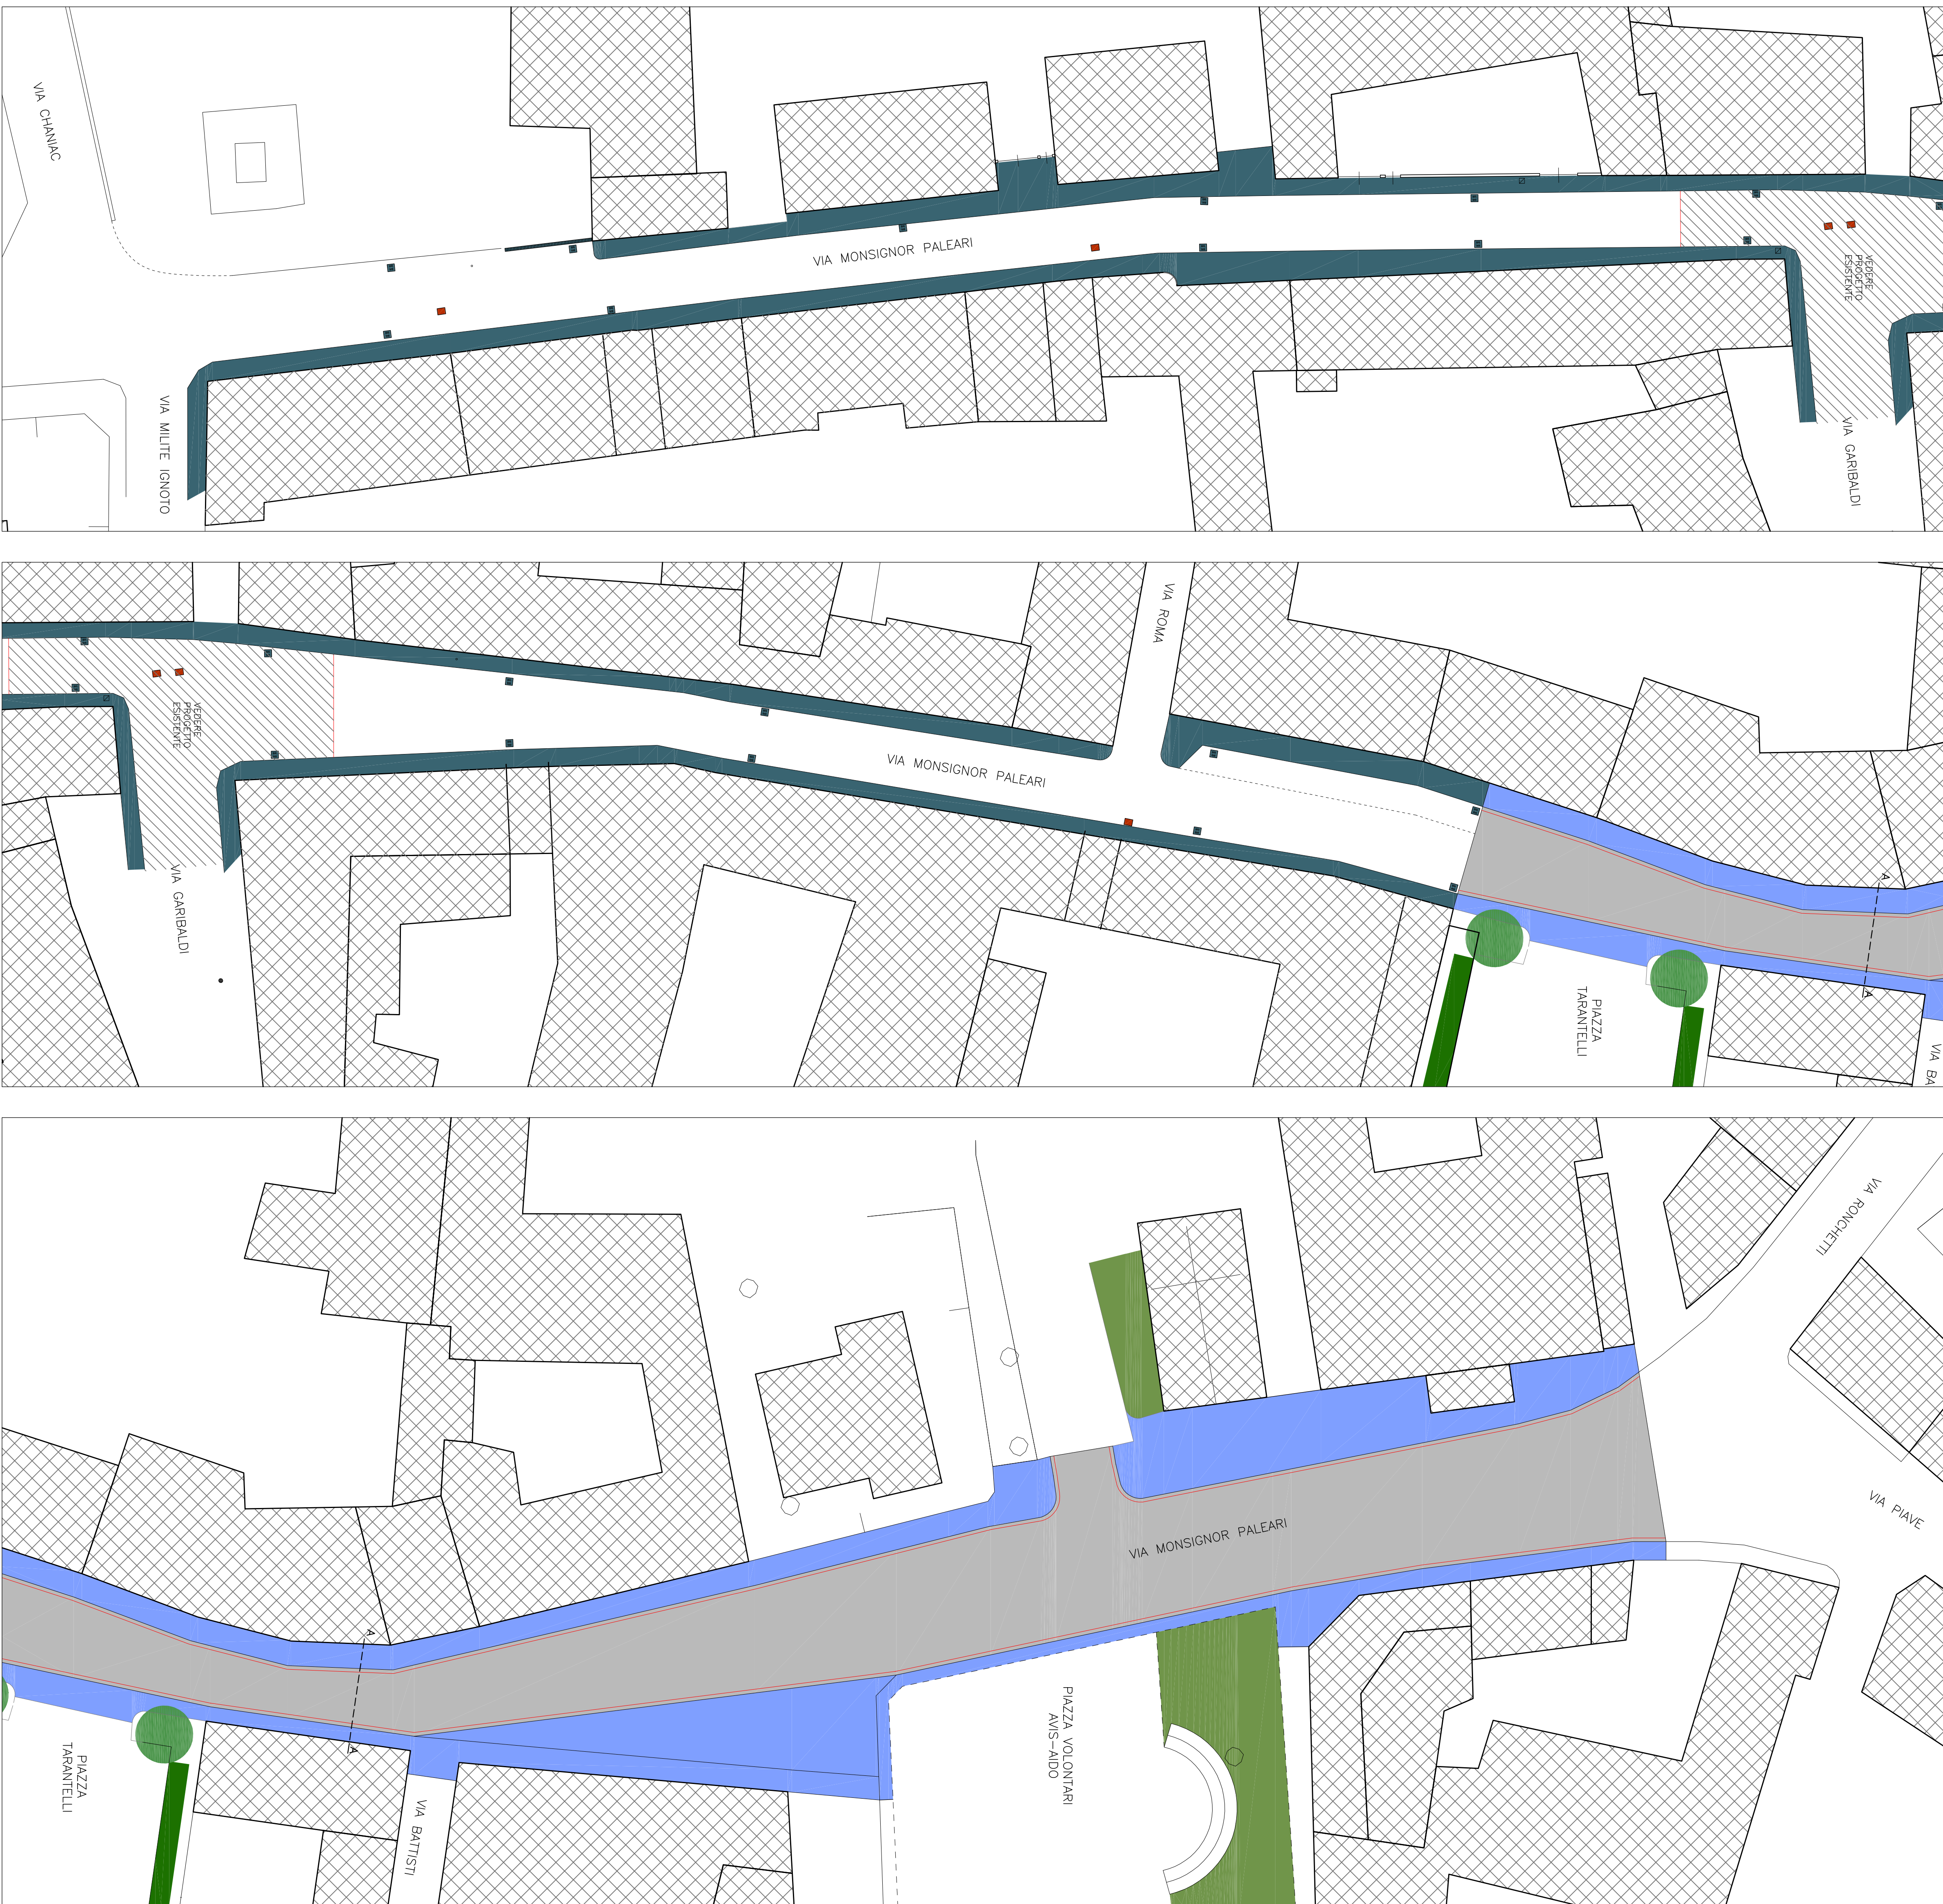 VIA CHANIAC
VIA MONSIGNOR PALEARI
VEDERE
PROGETTO
ESISTENTE
VIA MILITE IGNOTO
VIA GARIBALDI
VIA ROMA
VEDERE
PROGETTO
ESISTENTE
VIA MONSIGNOR PALEARI
VIA GARIBALDI
A
A
PIAZZA
TARANTELLI
VIA BA
VIA RONCHETTI
VIA PIAVE
VIA MONSIGNOR PALEARI
A
A
PIAZZA
TARANTELLI
VIA BATTISTI
PIAZZA VOLONTARI
AVIS-AIDO